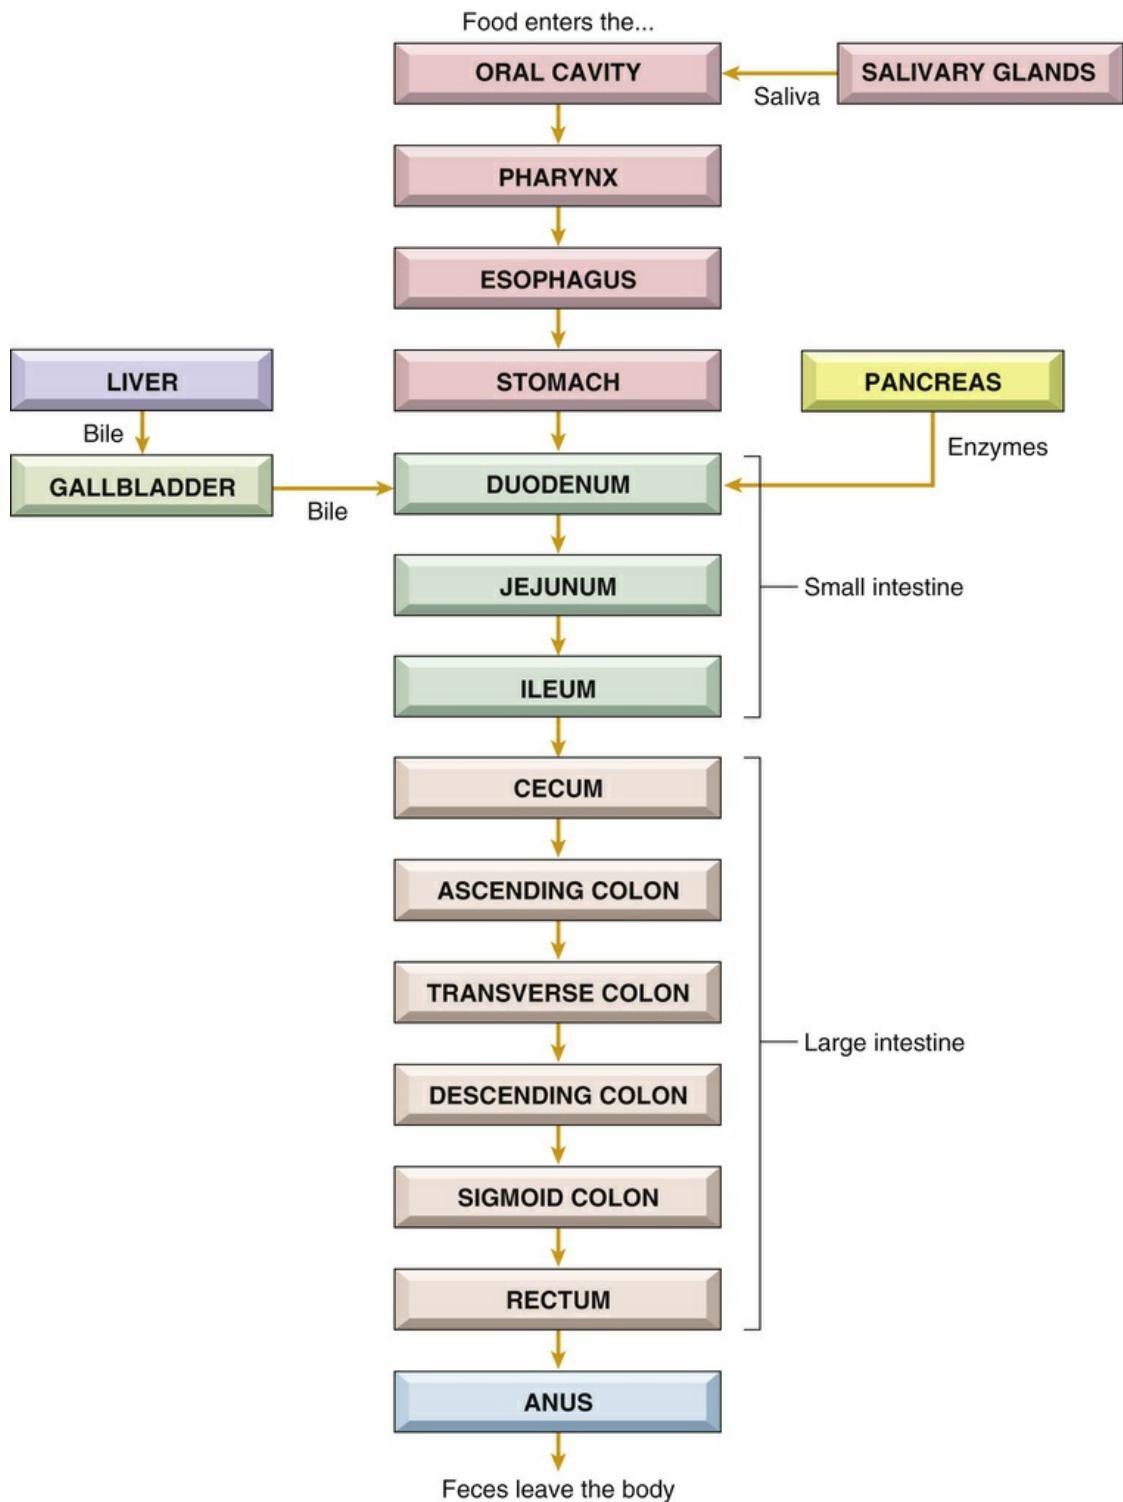 Food enters the...
ORAL CAVITY
SALIVARY GLANDS
Saliva
PHARYNX
ESOPHAGUS
LIVER
STOMACH
PANCREAS
Bile
Enzymes
GALLBLADDER
DUODENUM
Bile
JEJUNUM
Small intestine
ILEUM
CECUM
ASCENDING COLON
TRANSVERSE COLON
Large intestine
DESCENDING COLON
SIGMOID COLON
RECTUM
ANUS
Feces leave the body